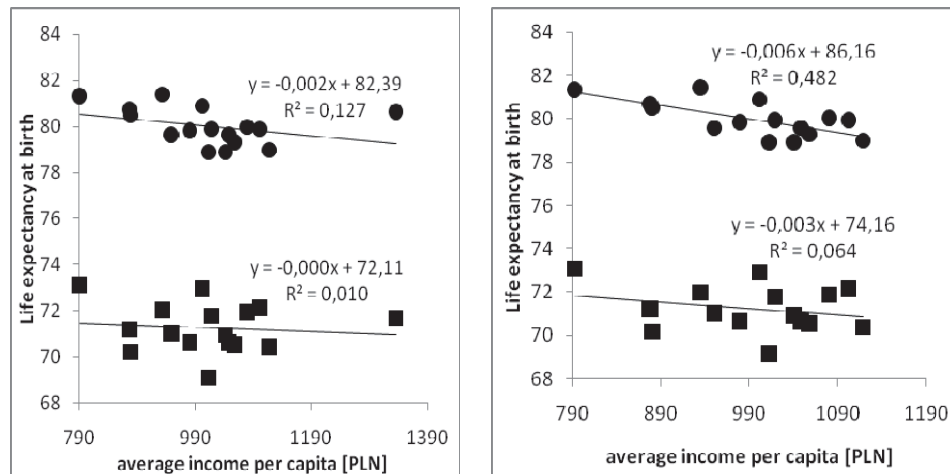 84
82
80
78
76
74
72
70
68
Life expectancy at birth
y = -0,002x + 82,39
R² = 0,127
y = -0,000x + 72,11
R² = 0,010
790 990 1190 1390
average income per capita [PLN]
84
82
80
78
76
74
72
70
68
Life expectancy at birth
y = -0,006x + 86,16
R² = 0,482
y = -0,003x + 74,16
R² = 0,064
790 890 990 1090 1190
average income per capita [PLN]